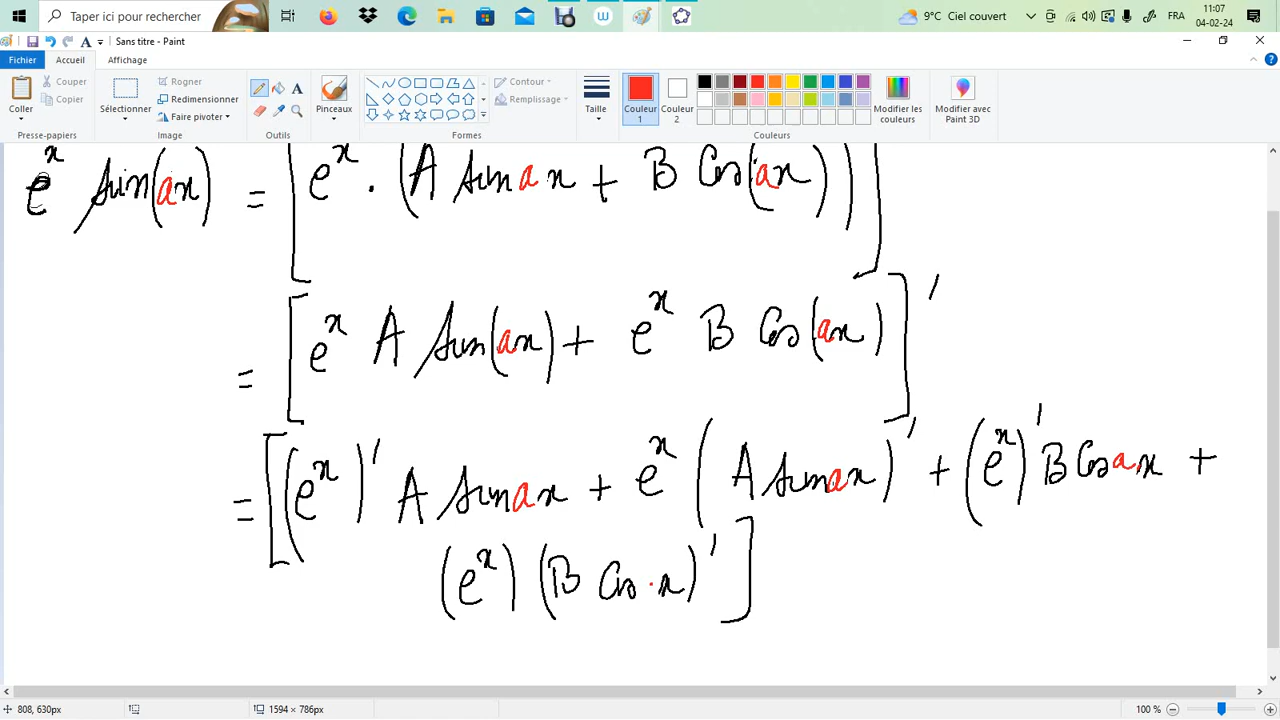 Taper ici pour rechercher
9°C Ciel couvert
FRA
11:07
04-02-24
Sans titre - Paint
Fichier
Accueil
Affichage
Coller
Sélectionner
Couper
Copier
Rogner
Redimensionner
Faire pivoter
Pinceaux
Contour
Remplissage
Taille
Couleur 1
Couleur 2
Modifier les couleurs
Modifier avec Paint 3D
Presse-papiers
Image
Outils
Formes
Couleurs
e^x sin(ax) = [e^x · (A sin ax + B cos(ax))]
= [e^x A sin(ax) + e^x B cos(ax)]'
= [(e^x)' A sin ax + e^x (A sin ax)' + (e^x)' B cos ax +
(e^x) (B cos · x)']
808, 630px
1594 × 786px
100 %